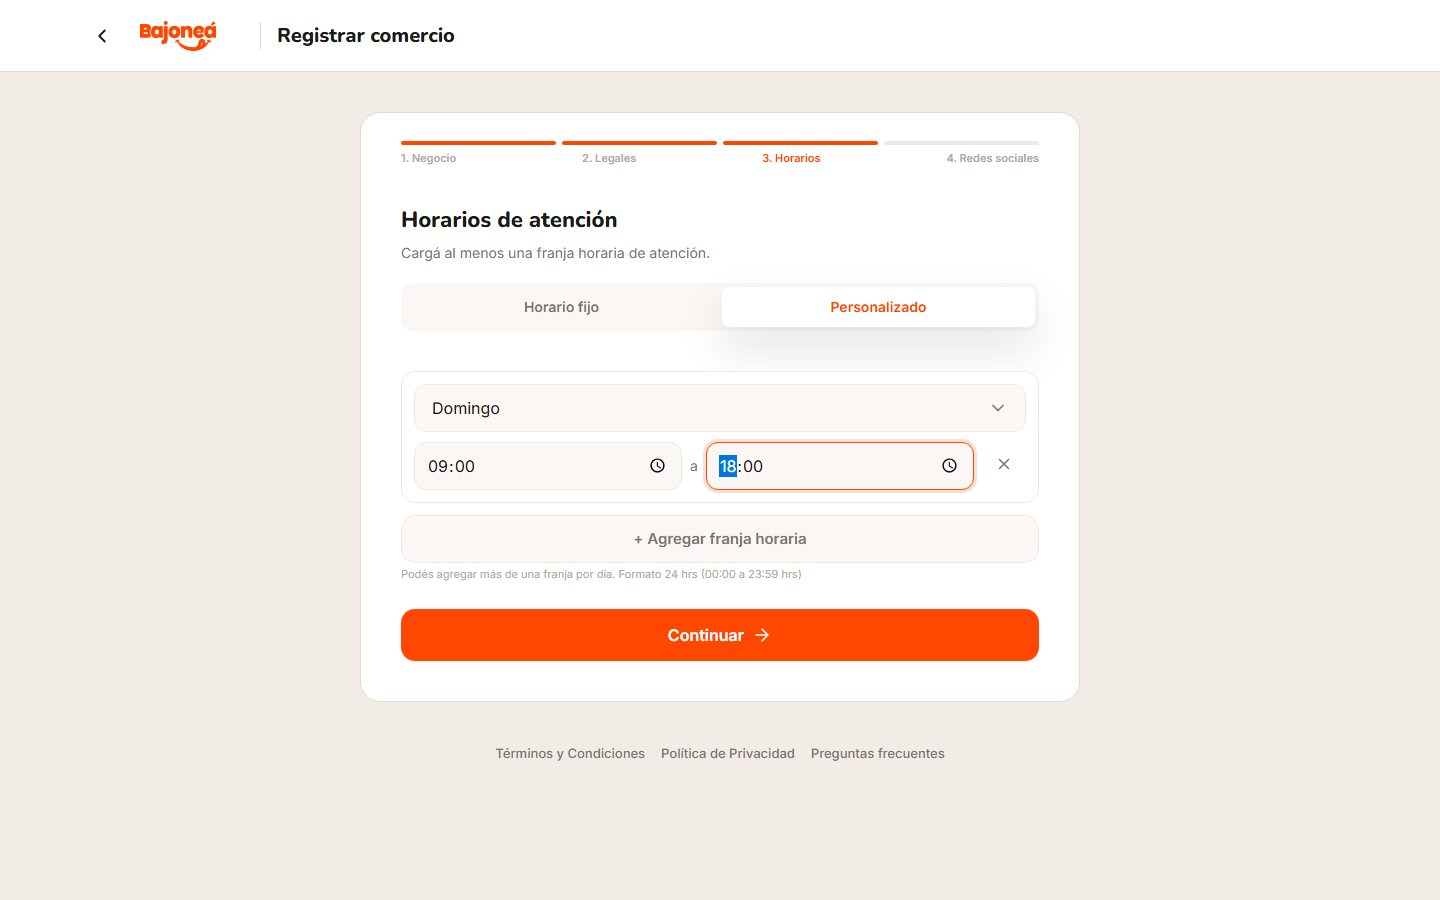 Bajoneá
Registrar comercio
1. Negocio
2. Legales
3. Horarios
4. Redes sociales
Horarios de atención
Cargá al menos una franja horaria de atención.
Horario fijo
Personalizado
Domingo
09:00
a
18:00
+ Agregar franja horaria
Podés agregar más de una franja por día. Formato 24 hrs (00:00 a 23:59 hrs)
Continuar →
Términos y Condiciones
Política de Privacidad
Preguntas frecuentes